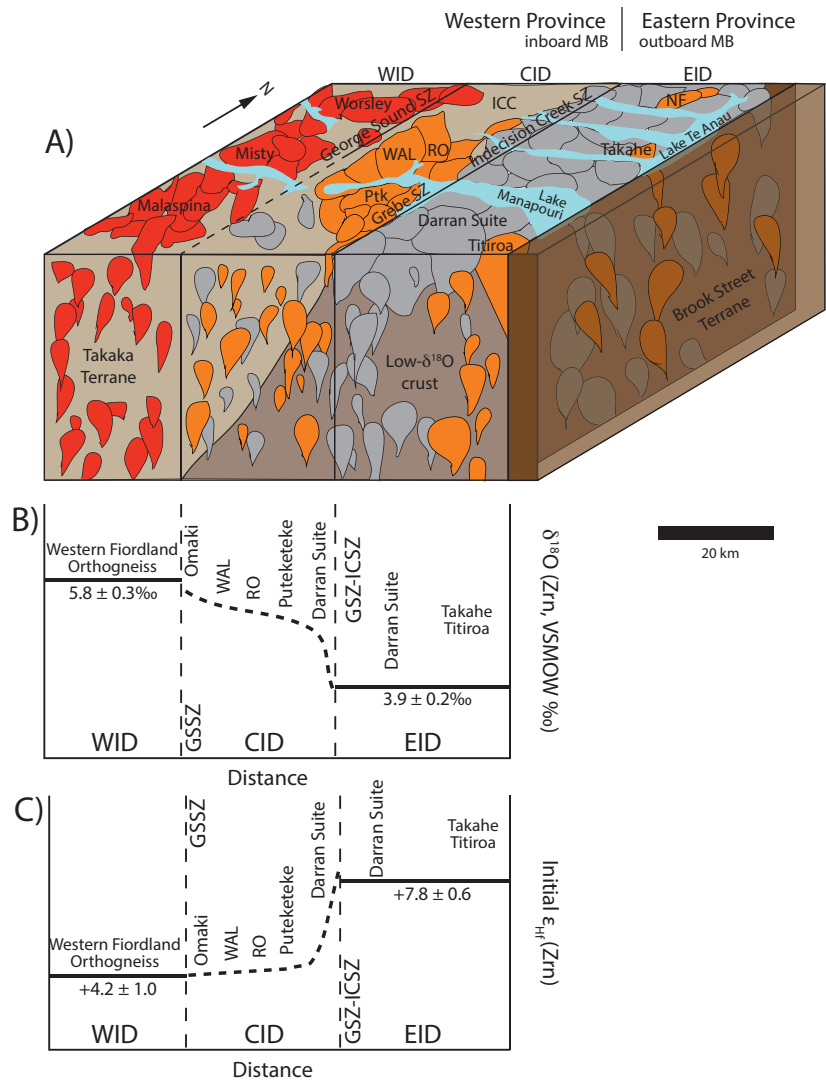 Western Province
inboard MB
Eastern Province
outboard MB
WID
CID
EID
N
A)
Worsley
George Sound SZ
ICC
Indecision Creek SZ
NF
Misty
WAL
RO
Takahe
Lake Te Anau
Malaspina
Ptk
Grebe SZ
Lake
Manapouri
Darran Suite
Titiroa
Takaka
Terrane
Low-δ¹⁸O
crust
Brook Street
Terrane
B)
Western Fiordland
Orthogneiss
5.8 ± 0.3‰
Omaki
WAL
RO
Puteketeke
Darran Suite
GSZ-ICSZ
Darran Suite
Takahe
Titiroa
3.9 ± 0.2‰
GSSZ
WID
CID
EID
Distance
δ¹⁸O (Zrn, VSMOW ‰)
20 km
C)
GSSZ
Western Fiordland
Orthogneiss
+4.2 ± 1.0
Omaki
WAL
RO
Puteketeke
Darran Suite
Darran Suite
Takahe
Titiroa
+7.8 ± 0.6
GSZ-ICSZ
WID
CID
EID
Distance
Initial ε_Hf (Zrn)